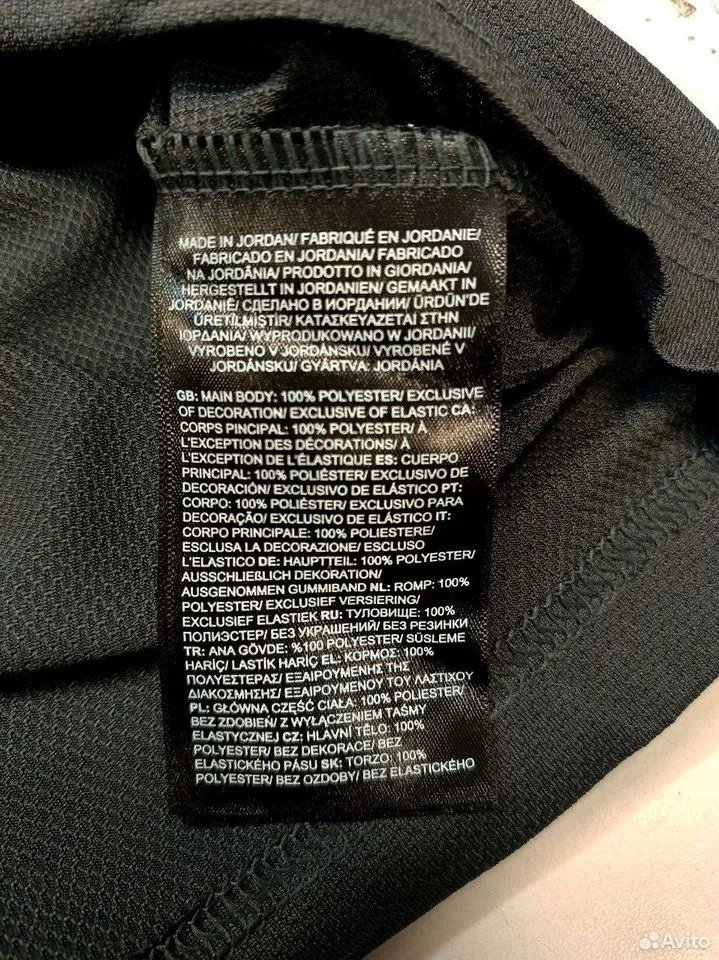 MADE IN JORDAN/ FABRIQUÉ EN JORDANIE/
FABRICADO EN JORDANIA/ FABRICADO
NA JORDÂNIA/ PRODOTTO IN GIORDANIA/
HERGESTELLT IN JORDANIEN/ GEMAAKT IN
JORDANIË/ СДЕЛАНО В ИОРДАНИИ/ ÜRDÜN'DE
ÜRETİLMİŞTİR/ ΚΑΤΑΣΚΕΥΑΖΕΤΑΙ ΣΤΗΝ
ΙΟΡΔΑΝΙΑ/ WYPRODUKOWANO W JORDANII/
VYROBENO V JORDÁNSKU/ VYROBENÉ V
JORDÁNSKU/ GYÁRTVA: JORDÁNIA
GB: MAIN BODY: 100% POLYESTER/ EXCLUSIVE
OF DECORATION/ EXCLUSIVE OF ELASTIC CA:
CORPS PINCIPAL: 100% POLYESTER/ À
L'EXCEPTION DES DÉCORATIONS/ À
L'EXCEPTION DE L'ÉLASTIQUE ES: CUERPO
PRINCIPAL: 100% POLIÉSTER/ EXCLUSIVO DE
DECORACIÓN/ EXCLUSIVO DE ELÁSTICO PT:
CORPO: 100% POLIÉSTER/ EXCLUSIVO PARA
DECORAÇÃO/ EXCLUSIVO DE ELÁSTICO IT:
CORPO PRINCIPALE: 100% POLIESTERE/
ESCLUSA LA DECORAZIONE/ ESCLUSO
L'ELASTICO DE: HAUPTTEIL: 100% POLYESTER/
AUSSCHLIEßLICH DEKORATION/
AUSGENOMMEN GUMMIBAND NL: ROMP: 100%
POLYESTER/ EXCLUSIEF VERSIERING/
EXCLUSIEF ELASTIEK RU: ТУЛОВИЩЕ: 100%
ПОЛИЭСТЕР/ БЕЗ УКРАШЕНИЙ/ БЕЗ РЕЗИНКИ
TR: ANA GÖVDE: %100 POLYESTER/ SÜSLEME
HARİÇ/ LASTİK HARİÇ EL: ΚΟΡΜΟΣ: 100%
ΠΟΛΥΕΣΤΕΡΑΣ/ ΕΞΑΙΡΟΥΜΕΝΗΣ ΤΗΣ
ΔΙΑΚΟΣΜΗΣΗΣ/ ΕΞΑΙΡΟΥΜΕΝΟΥ ΤΟΥ ΛΑΣΤΙΧΟΥ
PL: GŁÓWNA CZĘŚĆ CIAŁA: 100% POLIESTER/
BEZ ZDOBIEŃ/ Z WYŁĄCZENIEM TAŚMY
ELASTYCZNEJ CZ: HLAVNÍ TĚLO: 100%
POLYESTER/ BEZ DEKORACE/ BEZ
ELASTICKÉHO PÁSU SK: TORZO: 100%
POLYESTER/ BEZ OZDOBY/ BEZ ELASTICKÉHO
Avito